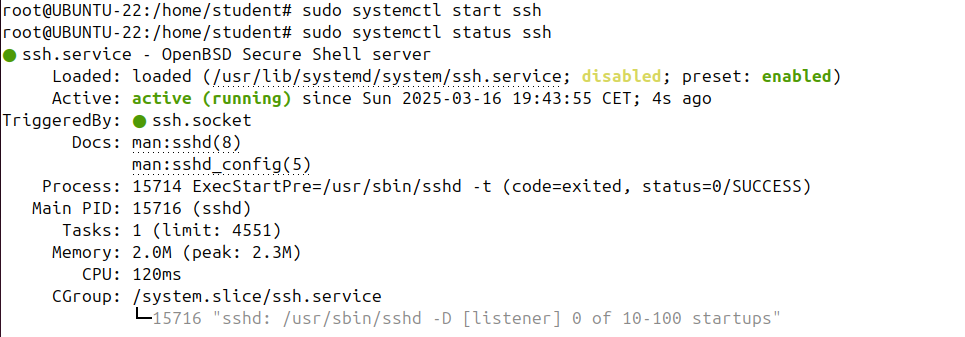 root@UBUNTU-22:/home/student# sudo systemctl start ssh
root@UBUNTU-22:/home/student# sudo systemctl status ssh
● ssh.service - OpenBSD Secure Shell server
     Loaded: loaded (/usr/lib/systemd/system/ssh.service; disabled; preset: enabled)
     Active: active (running) since Sun 2025-03-16 19:43:55 CET; 4s ago
TriggeredBy: ● ssh.socket
       Docs: man:sshd(8)
             man:sshd_config(5)
    Process: 15714 ExecStartPre=/usr/sbin/sshd -t (code=exited, status=0/SUCCESS)
   Main PID: 15716 (sshd)
      Tasks: 1 (limit: 4551)
     Memory: 2.0M (peak: 2.3M)
        CPU: 120ms
     CGroup: /system.slice/ssh.service
             └─15716 "sshd: /usr/sbin/sshd -D [listener] 0 of 10-100 startups"